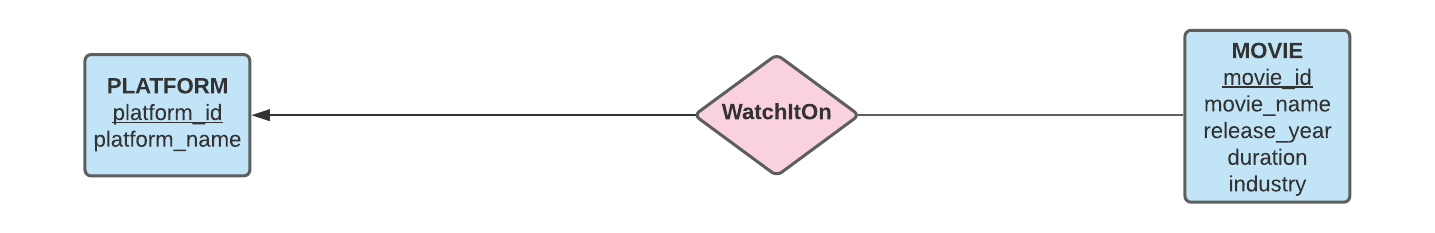 PLATFORM
platform_id
platform_name
WatchItOn
MOVIE
movie_id
movie_name
release_year
duration
industry